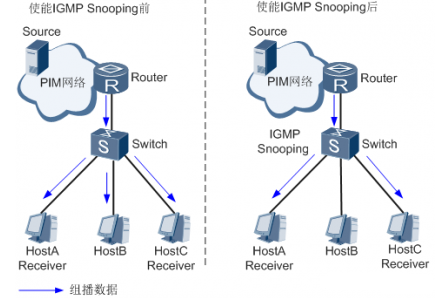 使能IGMP Snooping前
使能IGMP Snooping后
Source
PIM网络
R
Router
S
Switch
HostA
Receiver
HostB
HostC
Receiver
Source
PIM网络
R
Router
IGMP
Snooping
S
Switch
HostA
Receiver
HostB
HostC
Receiver
组播数据